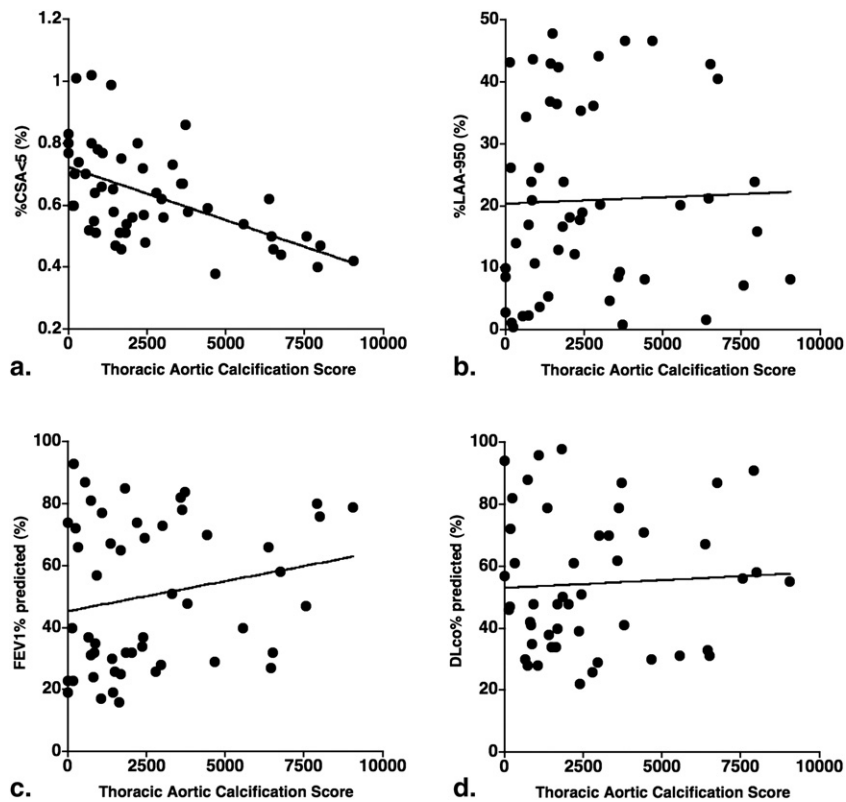 1.2
1
0.8
0.6
0.4
0.2
%CSA<5 (%)
0 2500 5000 7500 10000
Thoracic Aortic Calcification Score
a.
50
40
30
20
10
0
%LAA-950 (%)
0 2500 5000 7500 10000
Thoracic Aortic Calcification Score
b.
100
80
60
40
20
0
FEV1% predicted (%)
0 2500 5000 7500 10000
Thoracic Aortic Calcification Score
c.
100
80
60
40
20
0
DLco% predicted (%)
0 2500 5000 7500 10000
Thoracic Aortic Calcification Score
d.